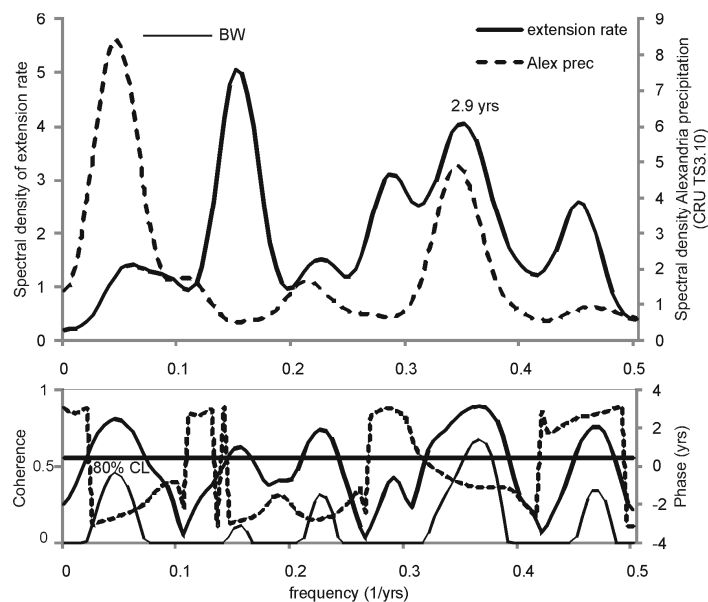 6
5
4
3
2
1
0
Spectral density of extension rate
BW
extension rate
Alex prec
2.9 yrs
9
8
7
6
5
4
3
2
1
0
Spectral density Alexandria precipitation
(CRU TS3.10)
0 0.1 0.2 0.3 0.4 0.5
1
0.5
0
Coherence
80% CL
4
2
0
-2
-4
Phase (yrs)
0 0.1 0.2 0.3 0.4 0.5
frequency (1/yrs)